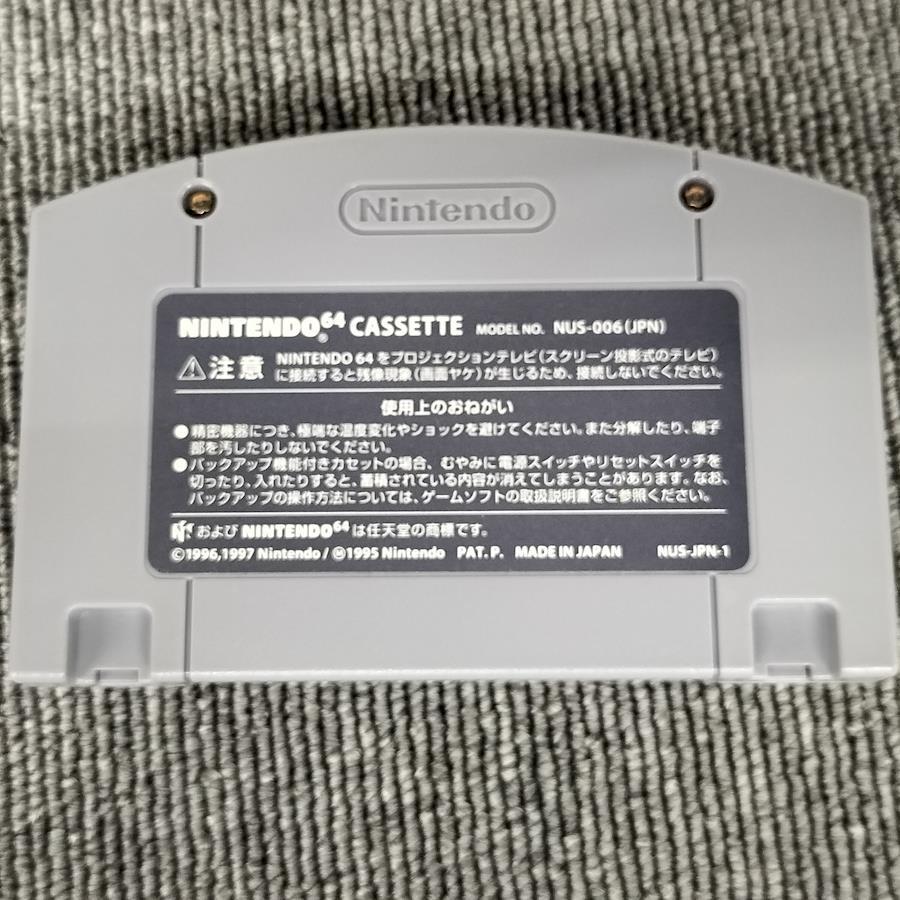 Nintendo
NINTENDO64® CASSETTE MODEL NO. NUS-006(JPN)
⚠注意 NINTENDO 64をプロジェクションテレビ(スクリーン投影式のテレビ)
に接続すると残像現象(画面ヤケ)が生じるため、接続しないでください。
使用上のおねがい
●精密機器につき、極端な温度変化やショックを避けてください。また分解したり、端子
部を汚したりしないでください。
●バックアップ機能付きカセットの場合、むやみに電源スイッチやリセットスイッチを
切ったり、入れたりすると、蓄積されている内容が消えてしまうことがあります。なお、
バックアップの操作方法については、ゲームソフトの取扱説明書をご参照ください。
および NINTENDO64は任天堂の商標です。
©1996,1997 Nintendo/Ⓜ1995 Nintendo PAT.P. MADE IN JAPAN NUS-JPN-1